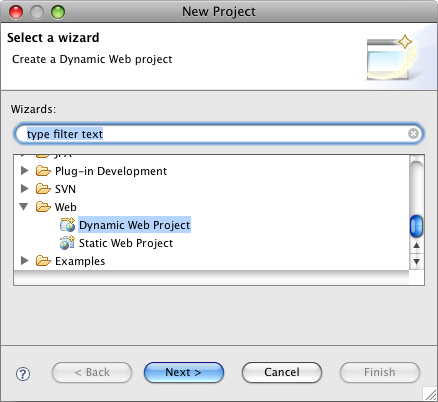 New Project
Select a wizard
Create a Dynamic Web project
Wizards:
type filter text
Plug-in Development
SVN
Web
Dynamic Web Project
Static Web Project
Examples
?
< Back
Next >
Cancel
Finish